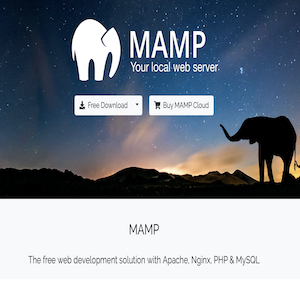 MAMP
Your local web server
Free Download
Buy MAMP Cloud
MAMP
The free web development solution with Apache, Nginx, PHP & MySQL